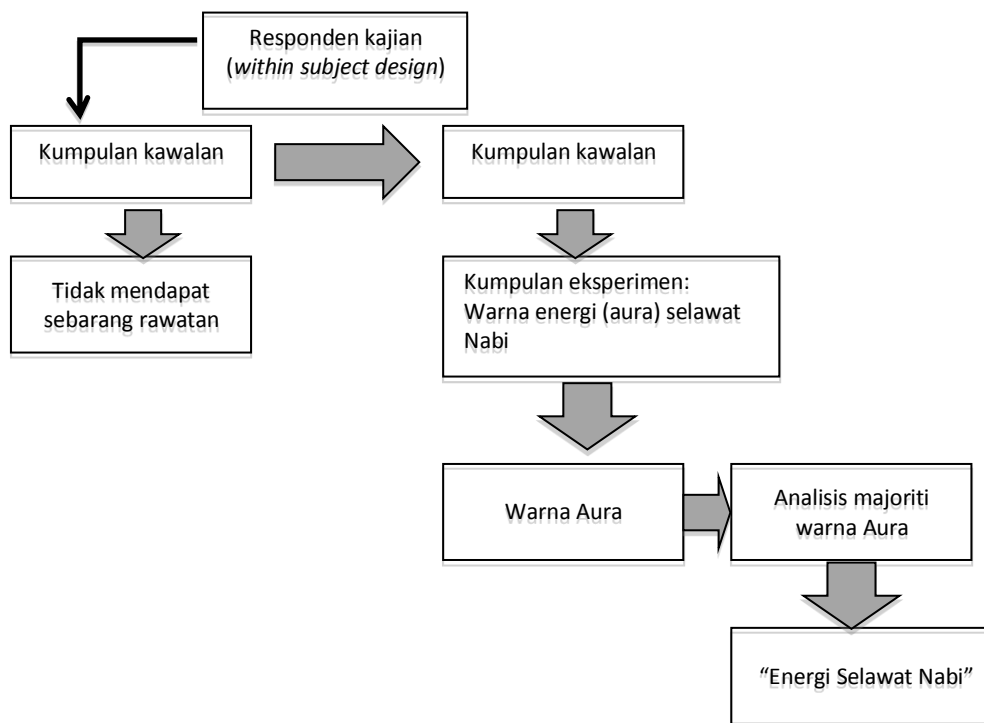 Responden kajian
(within subject design)
Kumpulan kawalan
Kumpulan kawalan
Tidak mendapat
sebarang rawatan
Kumpulan eksperimen:
Warna energi (aura) selawat
Nabi
Warna Aura
Analisis majoriti
warna Aura
“Energi Selawat Nabi”